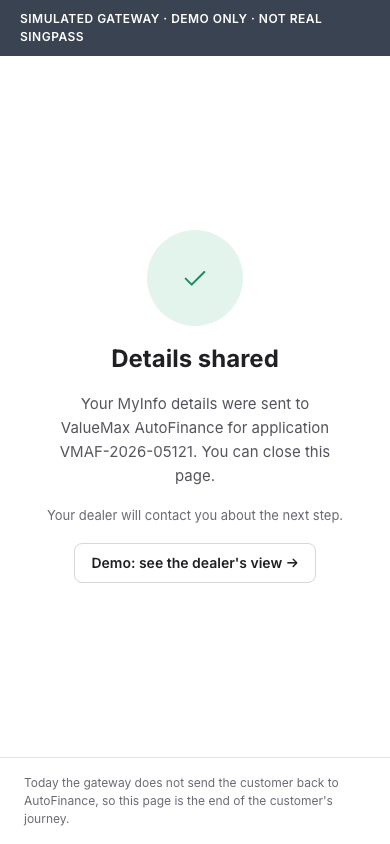 SIMULATED GATEWAY · DEMO ONLY · NOT REAL
SINGPASS
Details shared
Your MyInfo details were sent to
ValueMax AutoFinance for application
VMAF-2026-05121. You can close this
page.
Your dealer will contact you about the next step.
Demo: see the dealer's view →
Today the gateway does not send the customer back to
AutoFinance, so this page is the end of the customer's
journey.